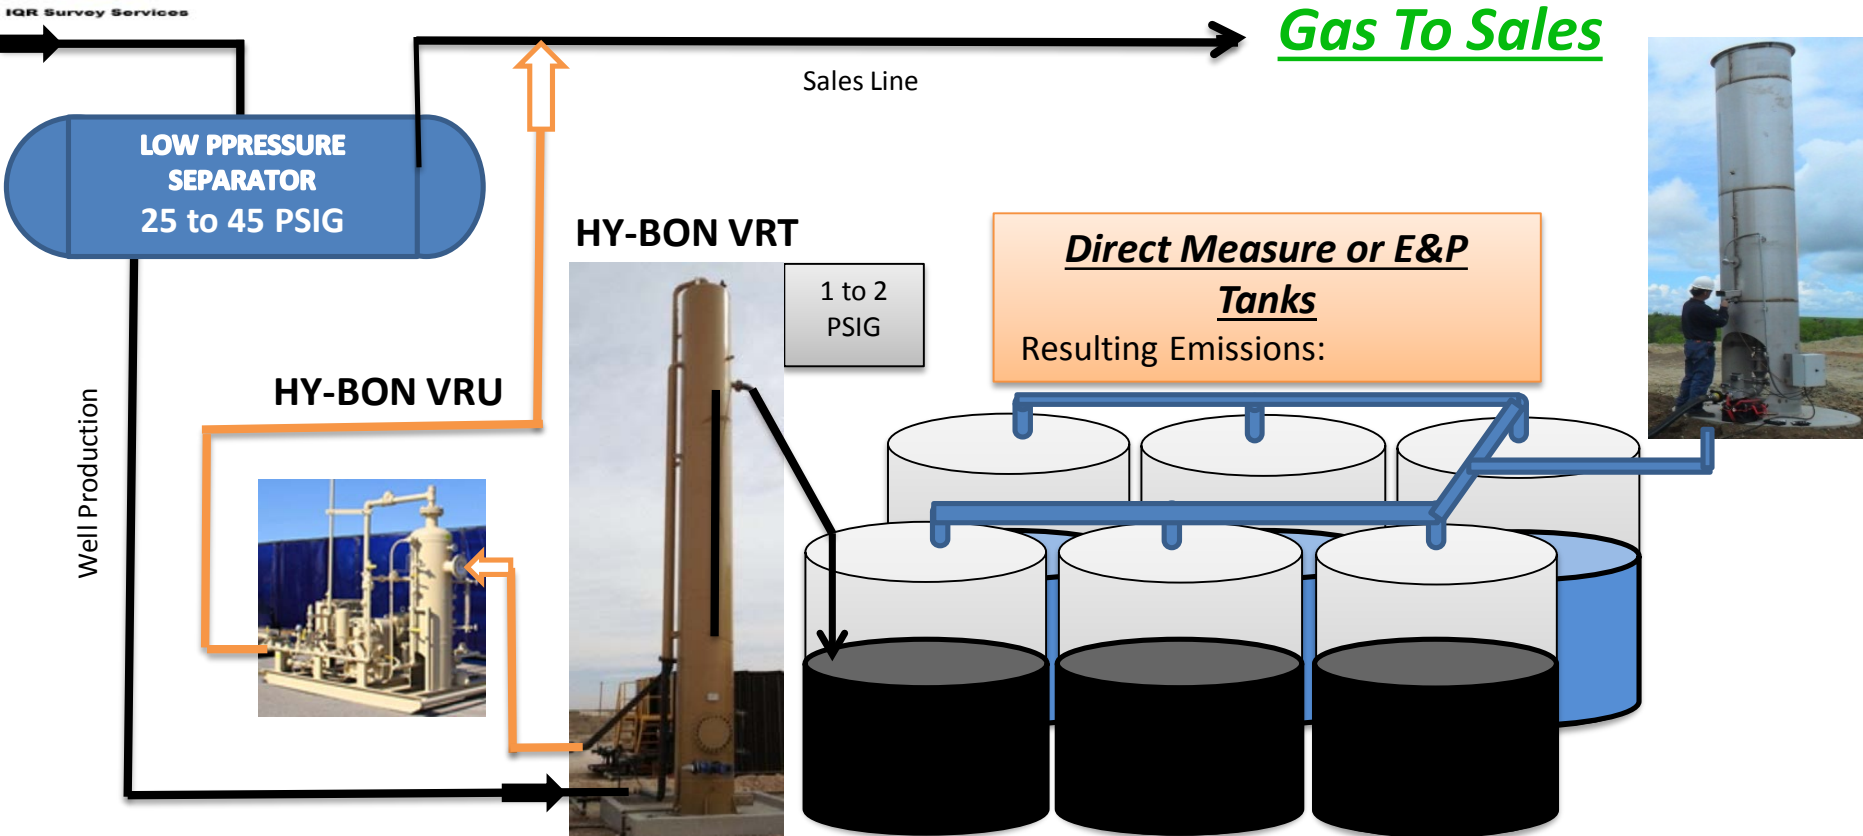 IQR Survey Services
Gas To Sales
Sales Line
LOW PPRESSURE
SEPARATOR
25 to 45 PSIG
HY-BON VRT
1 to 2
PSIG
Direct Measure or E&P
Tanks
Resulting Emissions:
HY-BON VRU
Well Production